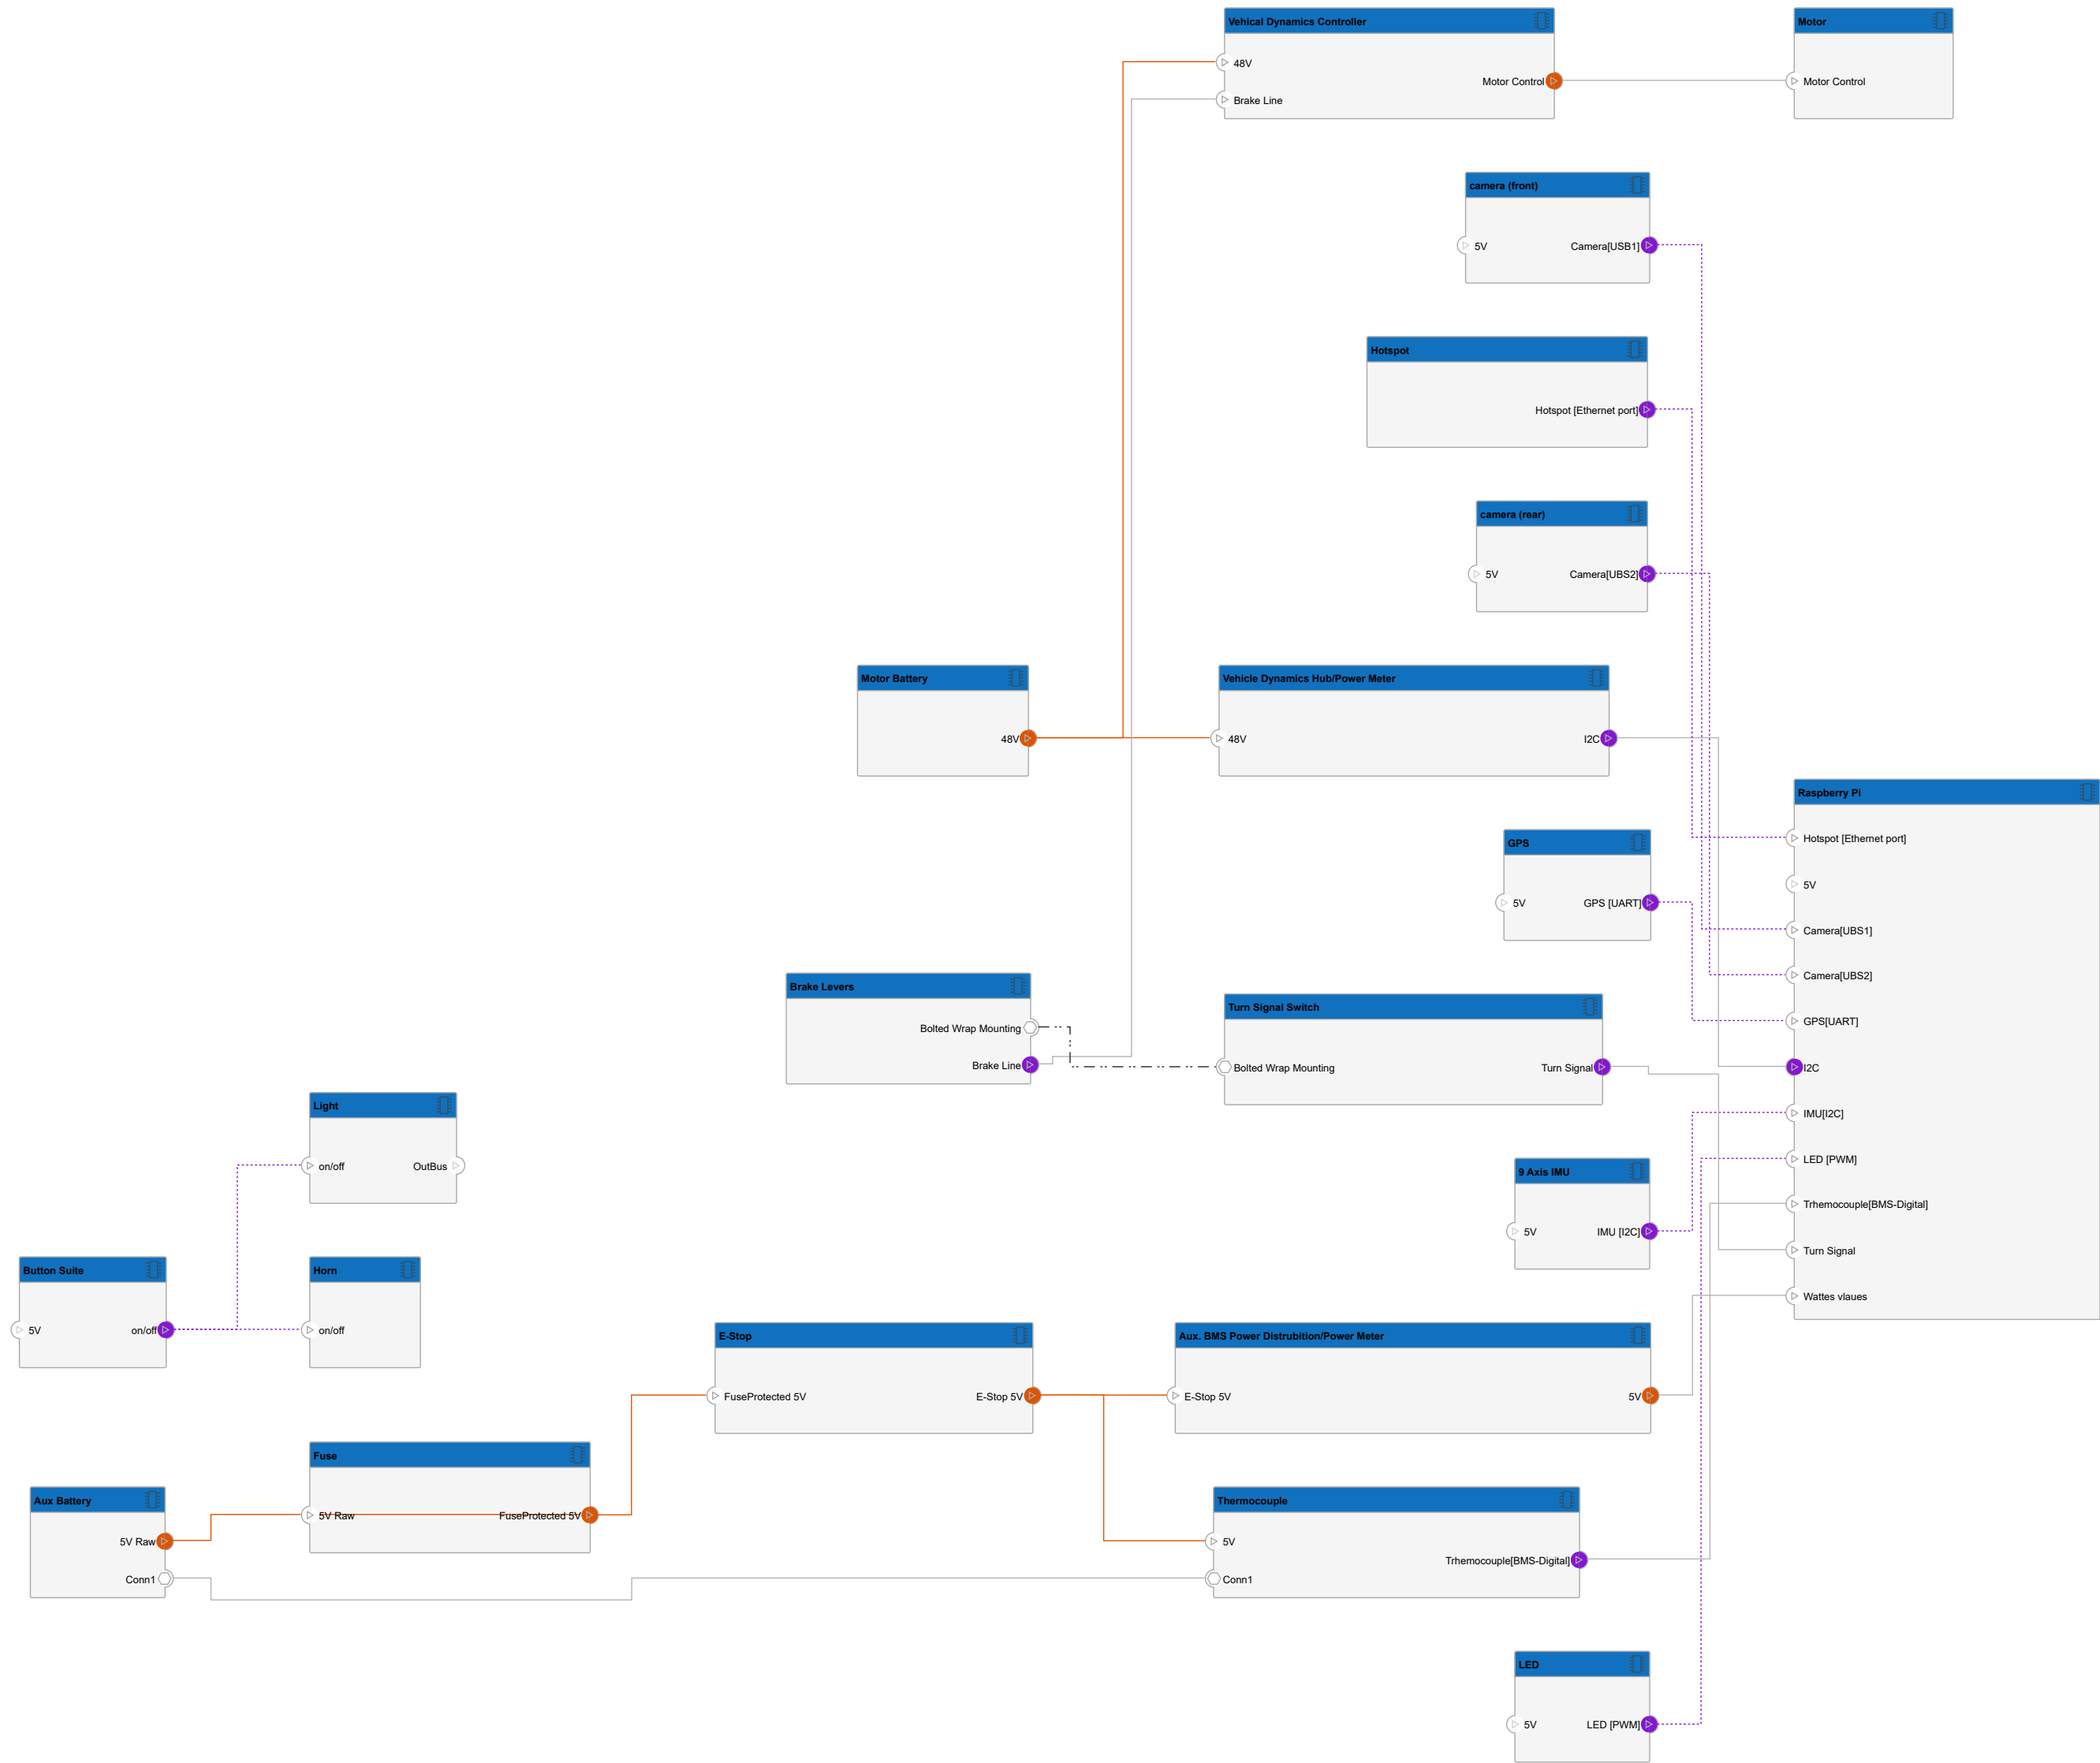 Vehical Dynamics Controller
48V
Motor Control
Brake Line
Motor
Motor Control
camera (front)
5V
Camera[USB1]
Hotspot
Hotspot [Ethernet port]
camera (rear)
5V
Camera[UBS2]
Motor Battery
48V
Vehicle Dynamics Hub/Power Meter
48V
I2C
Raspberry Pi
Hotspot [Ethernet port]
5V
Camera[UBS1]
Camera[UBS2]
GPS[UART]
I2C
IMU[I2C]
LED [PWM]
Trhemocouple[BMS-Digital]
Turn Signal
Wattes vlaues
GPS
5V
GPS [UART]
Brake Levers
Bolted Wrap Mounting
Brake Line
Turn Signal Switch
Bolted Wrap Mounting
Turn Signal
Light
on/off
OutBus
9 Axis IMU
5V
IMU [I2C]
Button Suite
5V
on/off
Horn
on/off
E-Stop
FuseProtected 5V
E-Stop 5V
Aux. BMS Power Distrubition/Power Meter
E-Stop 5V
5V
Fuse
5V Raw
FuseProtected 5V
Aux Battery
5V Raw
Conn1
Thermocouple
5V
Trhemocouple[BMS-Digital]
Conn1
LED
5V
LED [PWM]